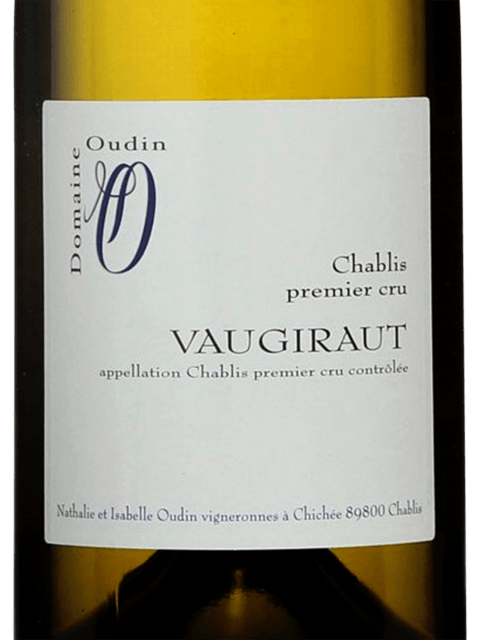 Domaine
Oudin
Chablis
premier cru
VAUGIRAUT
appellation Chablis premier cru contrôlée
Nathalie et Isabelle Oudin vigneronnes à Chichée 89800 Chablis